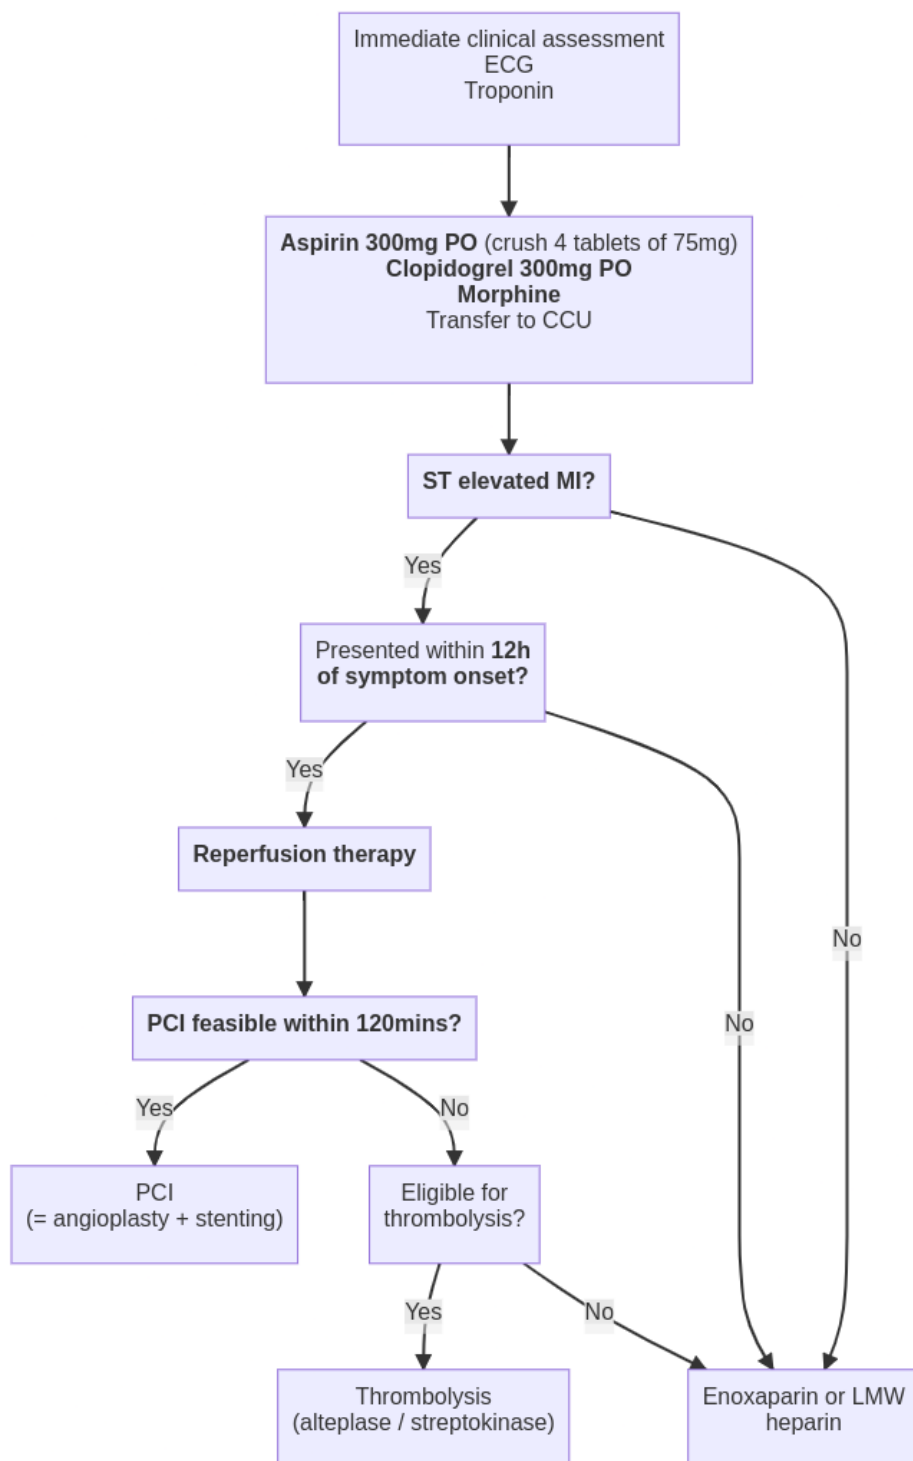 Immediate clinical assessment
ECG
Troponin
Aspirin 300mg PO (crush 4 tablets of 75mg)
Clopidogrel 300mg PO
Morphine
Transfer to CCU
ST elevated MI?
Yes
No
Presented within 12h
of symptom onset?
Yes
No
Reperfusion therapy
PCI feasible within 120mins?
Yes
No
PCI
(= angioplasty + stenting)
Eligible for
thrombolysis?
Yes
No
Thrombolysis
(alteplase / streptokinase)
Enoxaparin or LMW
heparin